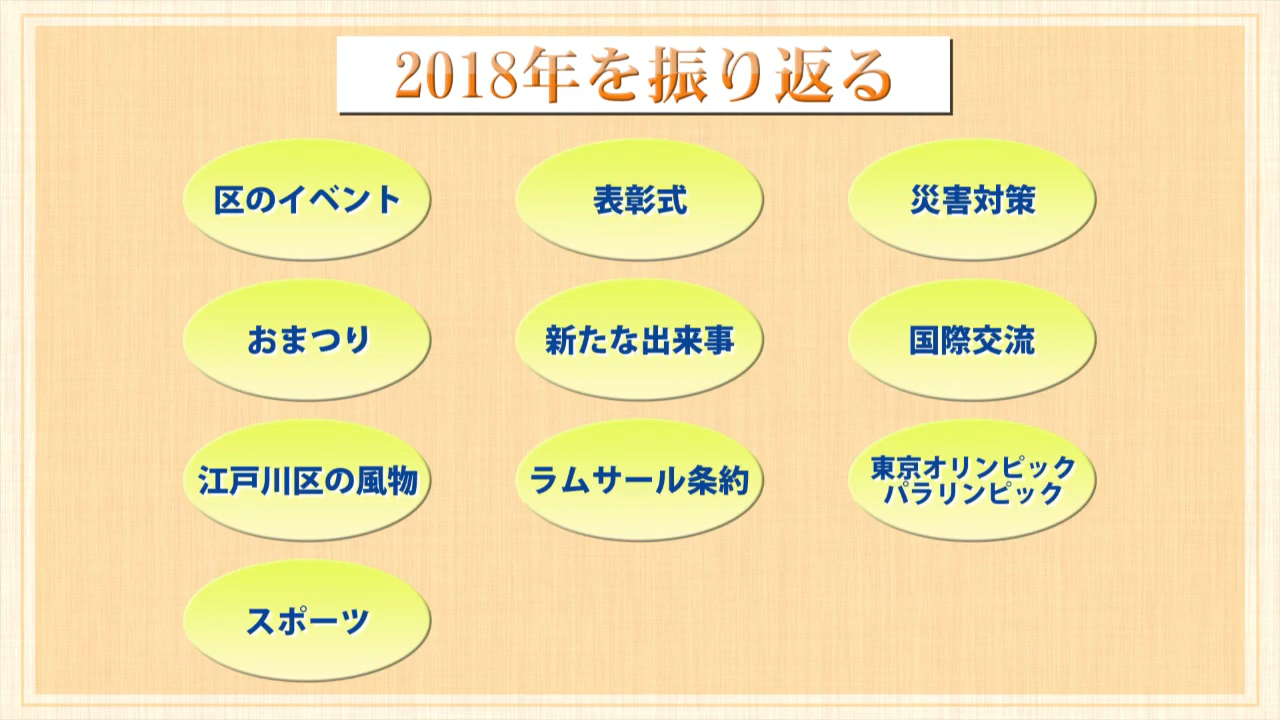 2018年を振り返る
区のイベント
表彰式
災害対策
おまつり
新たな出来事
国際交流
江戸川区の風物
ラムサール条約
東京オリンピック
パラリンピック
スポーツ